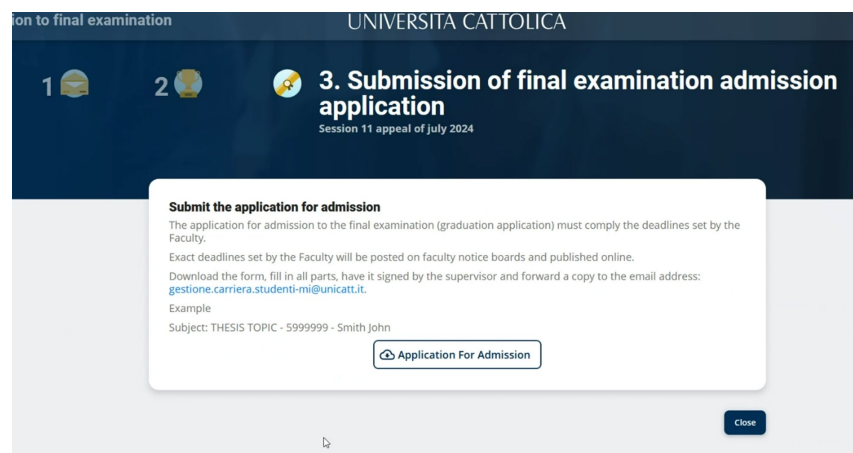 ion to final examination
UNIVERSITA CATTOLICA
1
2
3. Submission of final examination admission
application
Session 11 appeal of july 2024
Submit the application for admission
The application for admission to the final examination (graduation application) must comply the deadlines set by the
Faculty.
Exact deadlines set by the Faculty will be posted on faculty notice boards and published online.
Download the form, fill in all parts, have it signed by the supervisor and forward a copy to the email address:
gestione.carriera.studenti-mi@unicatt.it.
Example
Subject: THESIS TOPIC - 5999999 - Smith John
Application For Admission
Close